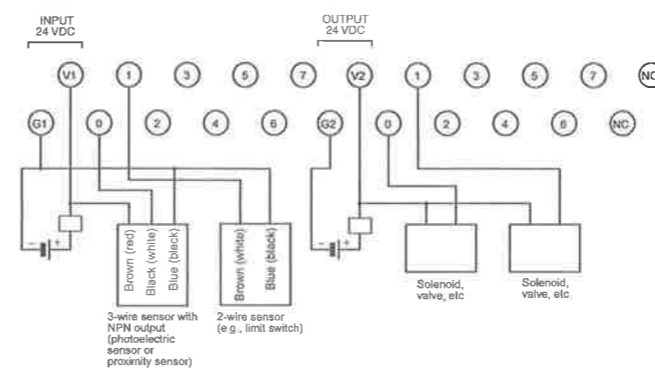 INPUT
24 VDC
OUTPUT
24 VDC
V1 1 3 5 7 V2 1 3 5 7 NC
G1 0 2 4 6 G2 0 2 4 6 NC
- +
- +
Brown (red)
Black (white)
Blue (black)
Brown (white)
Blue (black)
Solenoid,
valve, etc
Solenoid,
valve, etc
3-wire sensor with
NPN output
(photoelectric
sensor or
proximity sensor)
2-wire sensor
(e.g., limit switch)